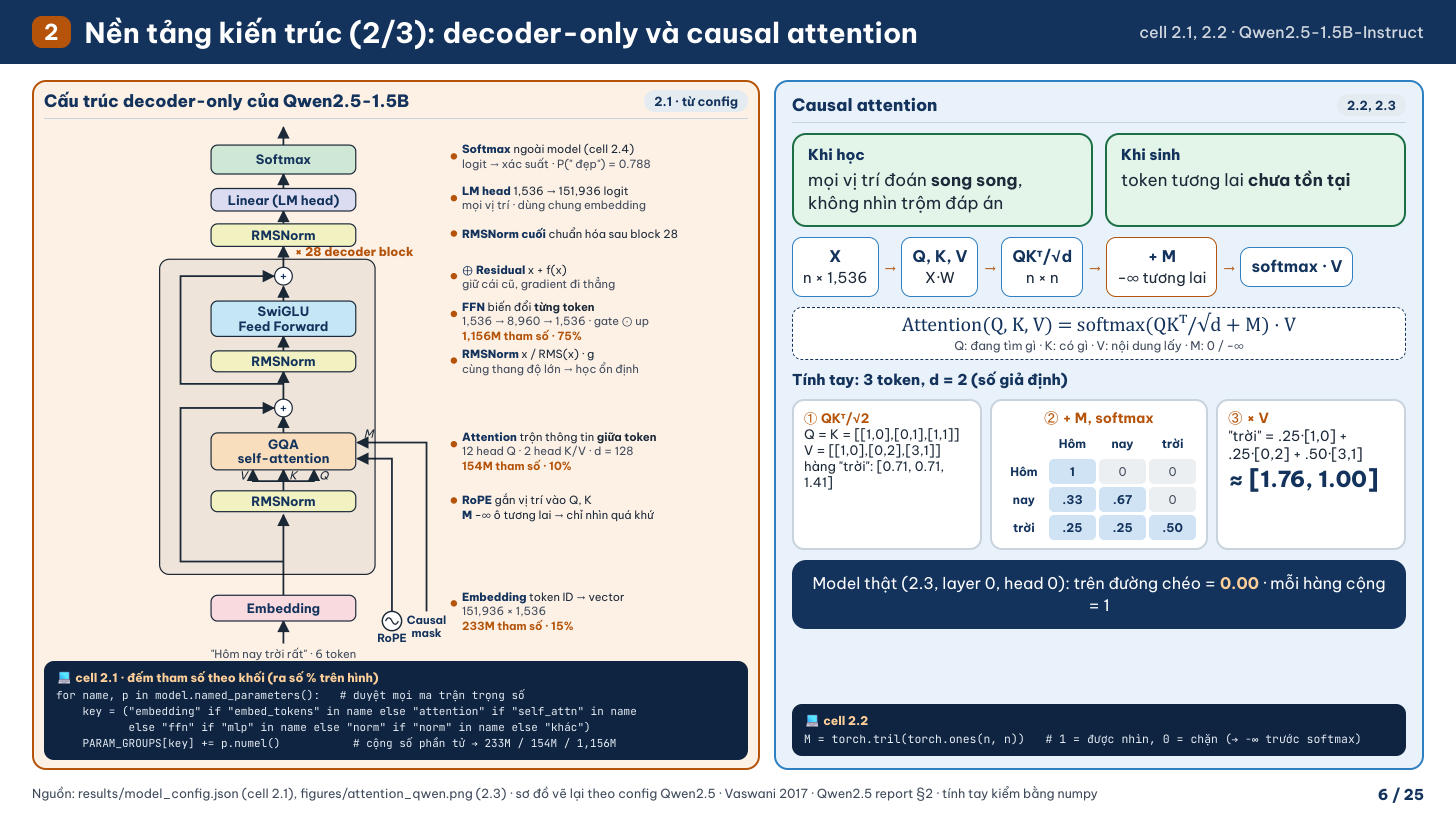 2 Nền tảng kiến trúc (2/3): decoder-only và causal attention
cell 2.1, 2.2 · Qwen2.5-1.5B-Instruct
Cấu trúc decoder-only của Qwen2.5-1.5B
2.1 · từ config
Softmax
Linear (LM head)
RMSNorm
× 28 decoder block
+
SwiGLU
Feed Forward
RMSNorm
+
M
GQA
self-attention
V K Q
RMSNorm
Embedding
RoPE
Causal
mask
"Hôm nay trời rất" · 6 token
Softmax ngoài model (cell 2.4)
logit → xác suất · P(" đẹp") = 0.788
LM head 1,536 → 151,936 logit
mọi vị trí · dùng chung embedding
RMSNorm cuối chuẩn hóa sau block 28
⊕ Residual x + f(x)
giữ cái cũ, gradient đi thẳng
FFN biến đổi từng token
1,536 → 8,960 → 1,536 · gate ⊙ up
1,156M tham số · 75%
RMSNorm x / RMS(x) · g
cùng thang độ lớn → học ổn định
Attention trộn thông tin giữa token
12 head Q · 2 head K/V · d = 128
154M tham số · 10%
RoPE gắn vị trí vào Q, K
M -∞ ô tương lai → chỉ nhìn quá khứ
Embedding token ID → vector
151,936 × 1,536
233M tham số · 15%
💻 cell 2.1 · đếm tham số theo khối (ra số % trên hình)
for name, p in model.named_parameters():   # duyệt mọi ma trận trọng số
    key = ("embedding" if "embed_tokens" in name else "attention" if "self_attn" in name
           else "ffn" if "mlp" in name else "norm" if "norm" in name else "khác")
    PARAM_GROUPS[key] += p.numel()           # cộng số phần tử → 233M / 154M / 1,156M
Causal attention
2.2, 2.3
Khi học
mọi vị trí đoán song song,
không nhìn trộm đáp án
Khi sinh
token tương lai chưa tồn tại
X
n × 1,536
→
Q, K, V
X·W
→
QKᵀ/√d
n × n
→
+ M
-∞ tương lai
→
softmax · V
Attention(Q, K, V) = softmax(QKᵀ/√d + M) · V
Q: đang tìm gì · K: có gì · V: nội dung lấy · M: 0 / -∞
Tính tay: 3 token, d = 2 (số giả định)
① QKᵀ/√2
Q = K = [[1,0],[0,1],[1,1]]
V = [[1,0],[0,2],[3,1]]
hàng "trời": [0.71, 0.71,
1.41]
② + M, softmax
Hôm nay trời
Hôm 1 0 0
nay .33 .67 0
trời .25 .25 .50
③ × V
"trời" = .25·[1,0] +
.25·[0,2] + .50·[3,1]
≈ [1.76, 1.00]
Model thật (2.3, layer 0, head 0): trên đường chéo = 0.00 · mỗi hàng cộng
= 1
💻 cell 2.2
M = torch.tril(torch.ones(n, n))   # 1 = được nhìn, 0 = chặn (→ -∞ trước softmax)
Nguồn: results/model_config.json (cell 2.1), figures/attention_qwen.png (2.3) · sơ đồ vẽ lại theo config Qwen2.5 · Vaswani 2017 · Qwen2.5 report §2 · tính tay kiểm bằng numpy
6 / 25